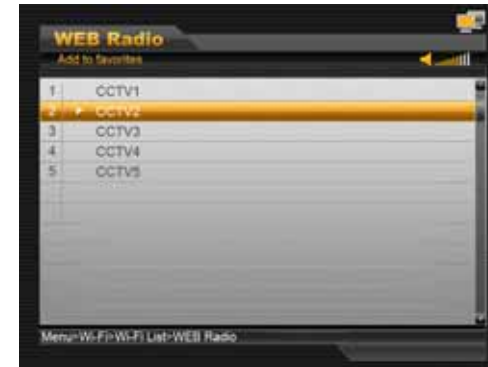 WEB Radio
Add to favorites
1 CCTV1
2 CCTV2
3 CCTV3
4 CCTV4
5 CCTV5
Menu>Wi-Fi>Wi-Fi List>WEB Radio